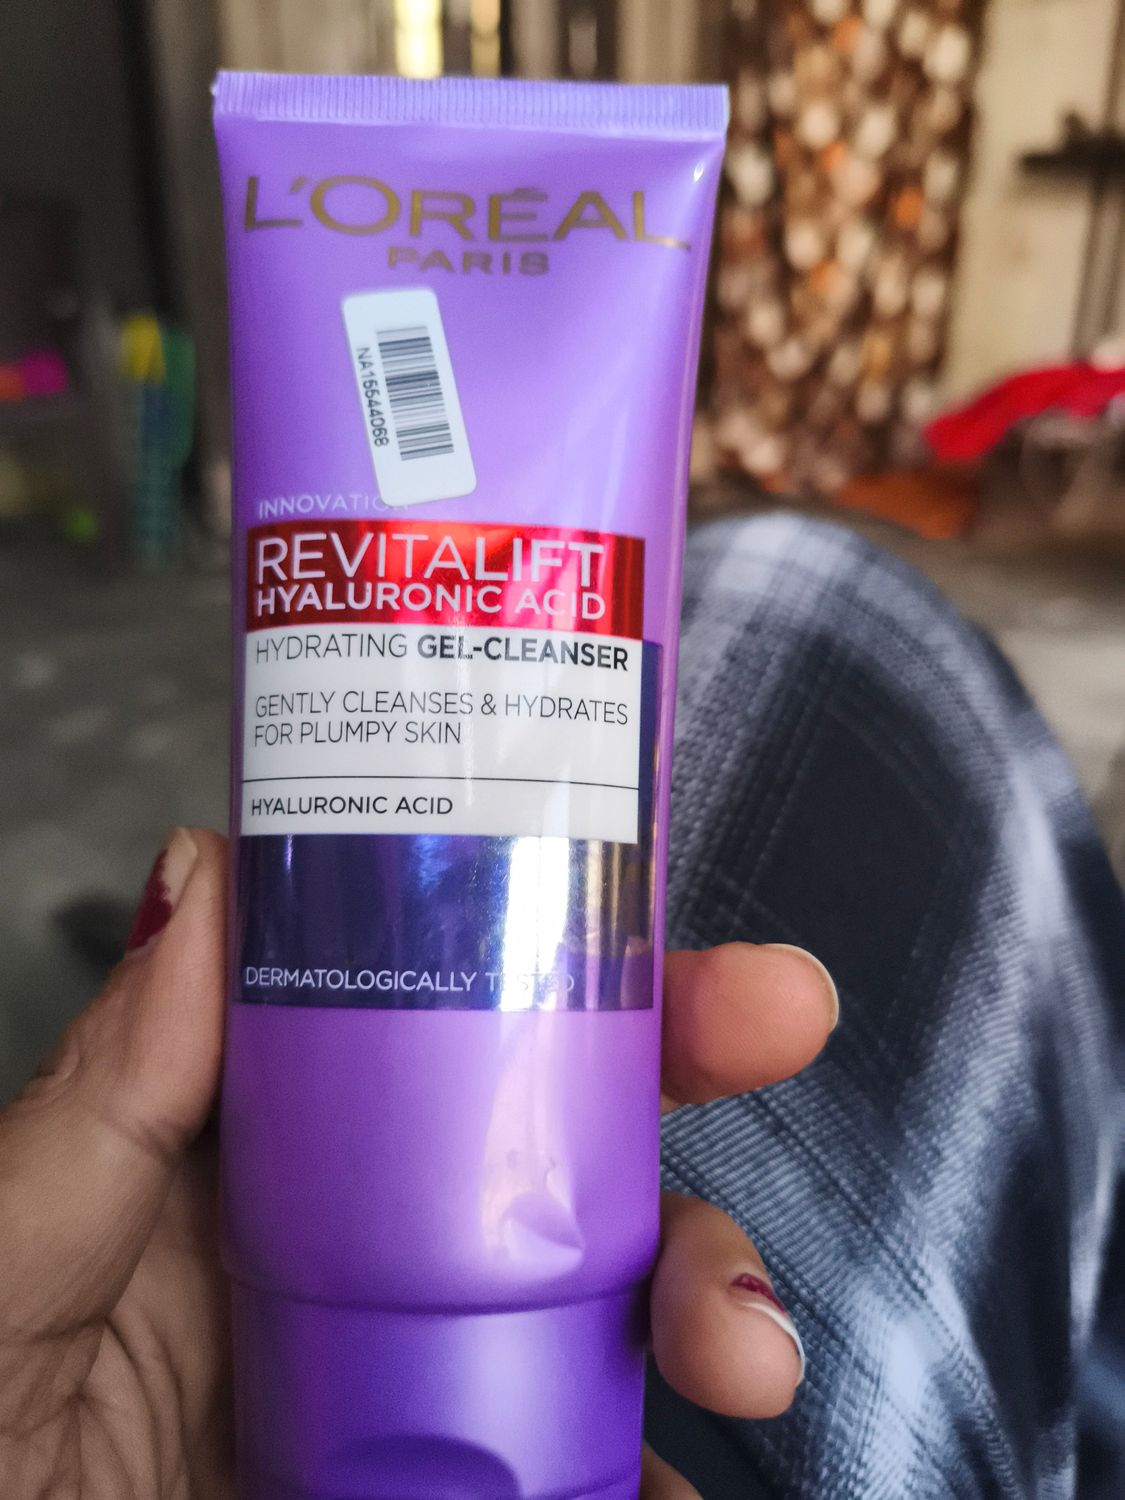 L'ORÉAL
PARIS
NA15544068
INNOVATION
REVITALIFT
HYALURONIC ACID
HYDRATING GEL-CLEANSER
GENTLY CLEANSES & HYDRATES
FOR PLUMPY SKIN
HYALURONIC ACID
DERMATOLOGICALLY TESTED